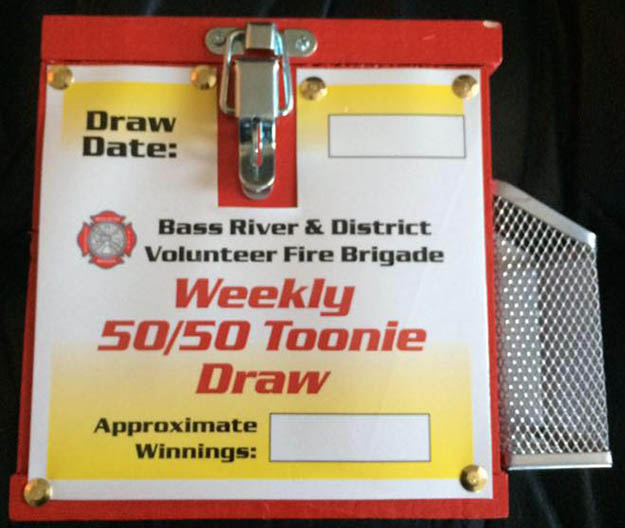 Draw
Date:
Bass River & District
Volunteer Fire Brigade
Weekly
50/50 Toonie
Draw
Approximate
Winnings: